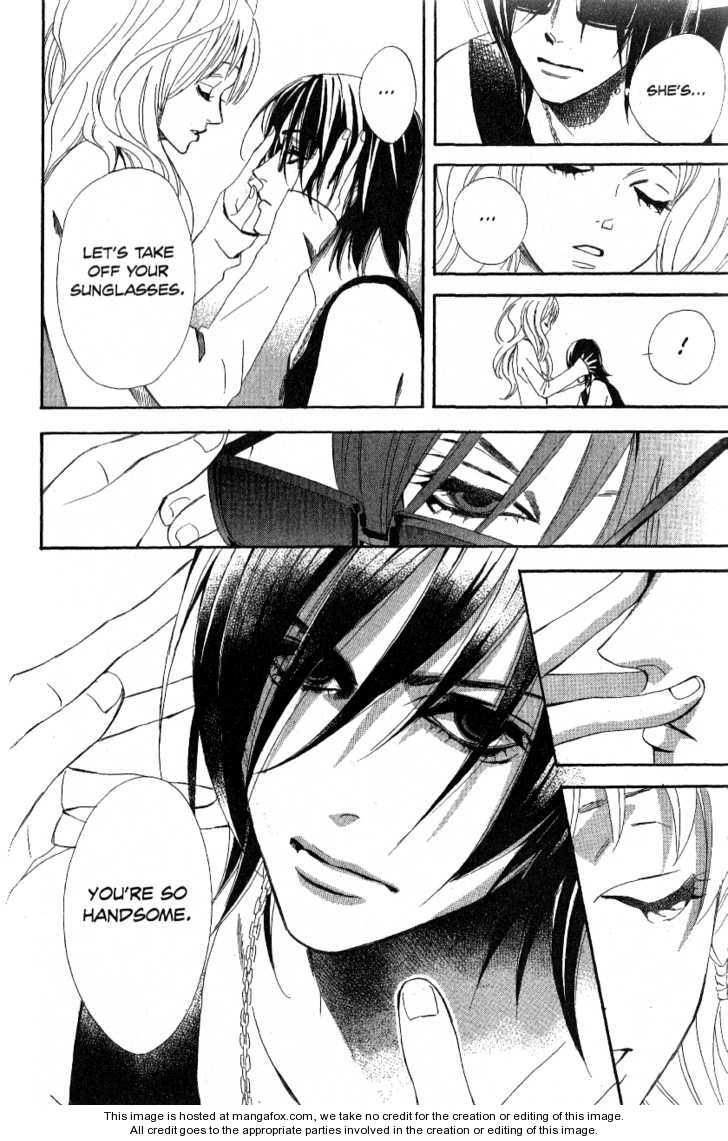 SHE'S...
...
!
...
LET'S TAKE
OFF YOUR
SUNGLASSES.
YOU'RE SO
HANDSOME.
This image is hosted at mangafox.com, we take no credit for the creation or editing of this image.
All credit goes to the appropriate parties involved in the creation or editing of this image.